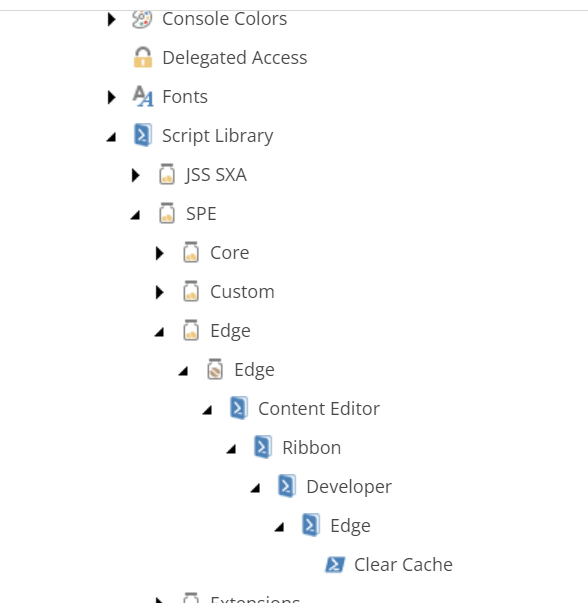 Console Colors
Delegated Access
Fonts
Script Library
JSS SXA
SPE
Core
Custom
Edge
Edge
Content Editor
Ribbon
Developer
Edge
Clear Cache
Extensions